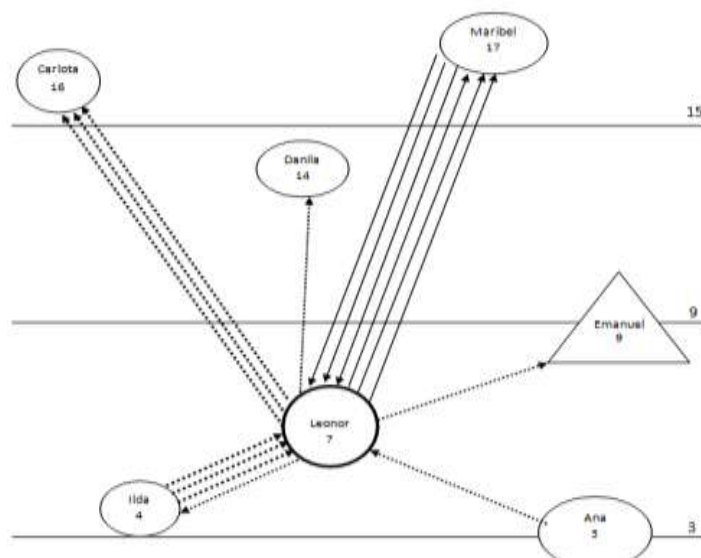 Maribel
17
Carlota
16
15
Danila
14
9
Emanuel
9
Leonor
7
Ilda
4
Ana
3
3